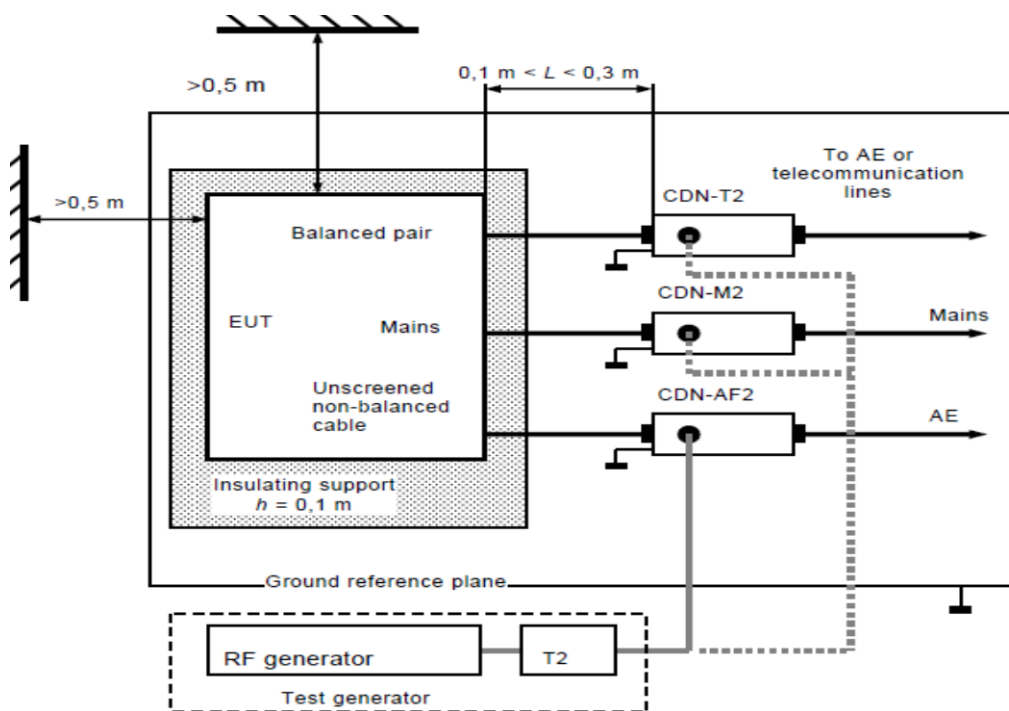 >0,5 m
0,1 m < L < 0,3 m
>0,5 m
To AE or
telecommunication
lines
CDN-T2
Balanced pair
CDN-M2
EUT
Mains
Mains
Unscreened
non-balanced
cable
CDN-AF2
AE
Insulating support
h = 0,1 m
Ground reference plane
RF generator
T2
Test generator